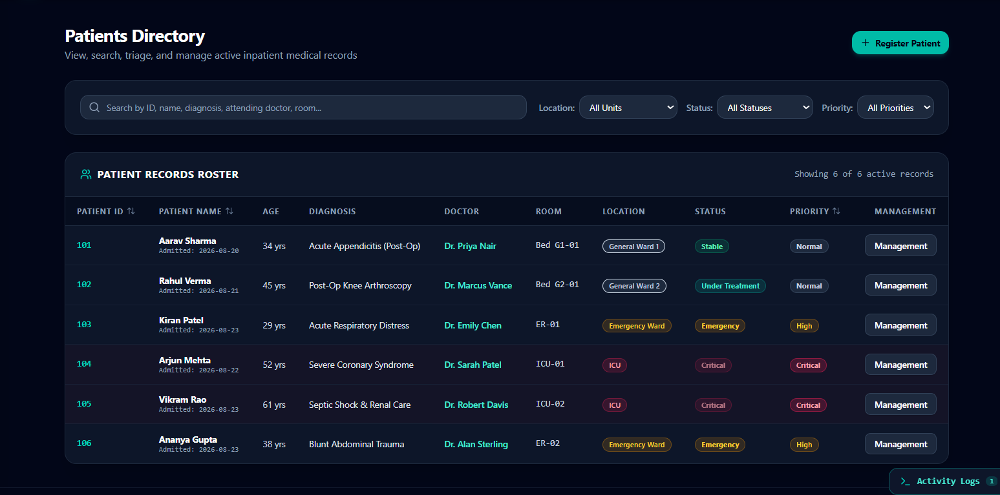 Patients Directory
View, search, triage, and manage active inpatient medical records
+ Register Patient
Search by ID, name, diagnosis, attending doctor, room...
Location: All Units Status: All Statuses Priority: All Priorities
PATIENT RECORDS ROSTER
Showing 6 of 6 active records
PATIENT ID PATIENT NAME AGE DIAGNOSIS DOCTOR ROOM LOCATION STATUS PRIORITY MANAGEMENT
101 Aarav Sharma 34 yrs Acute Appendicitis (Post-Op) Dr. Priya Nair Bed G1-01 General Ward 1 Stable Normal Management
Admitted: 2026-08-20
102 Rahul Verma 45 yrs Post-Op Knee Arthroscopy Dr. Marcus Vance Bed G2-01 General Ward 2 Under Treatment Normal Management
Admitted: 2026-08-21
103 Kiran Patel 29 yrs Acute Respiratory Distress Dr. Emily Chen ER-01 Emergency Ward Emergency High Management
Admitted: 2026-08-23
104 Arjun Mehta 52 yrs Severe Coronary Syndrome Dr. Sarah Patel ICU-01 ICU Critical Critical Management
Admitted: 2026-08-22
105 Vikram Rao 61 yrs Septic Shock & Renal Care Dr. Robert Davis ICU-02 ICU Critical Critical Management
Admitted: 2026-08-23
106 Ananya Gupta 38 yrs Blunt Abdominal Trauma Dr. Alan Sterling ER-02 Emergency Ward Emergency High Management
Admitted: 2026-08-23
Activity Logs 1